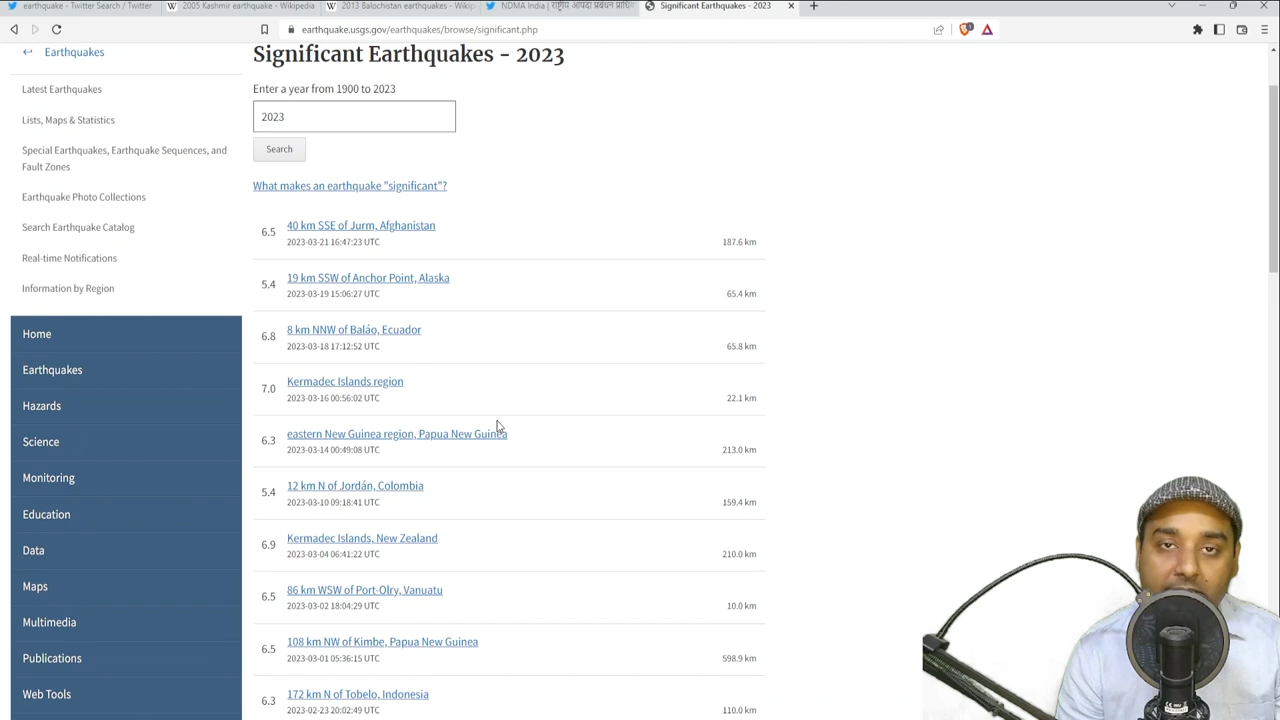 earthquake - Twitter Search / Twitter
2005 Kashmir earthquake - Wikipedia
2013 Balochistan earthquakes - Wikip
NDMA India | राष्ट्रीय आपदा प्रबंधन प्राधि
Significant Earthquakes - 2023
earthquake.usgs.gov/earthquakes/browse/significant.php
Earthquakes
Latest Earthquakes
Lists, Maps & Statistics
Special Earthquakes, Earthquake Sequences, and
Fault Zones
Earthquake Photo Collections
Search Earthquake Catalog
Real-time Notifications
Information by Region
Home
Earthquakes
Hazards
Science
Monitoring
Education
Data
Maps
Multimedia
Publications
Web Tools
Significant Earthquakes - 2023
Enter a year from 1900 to 2023
2023
Search
What makes an earthquake "significant"?
6.5 40 km SSE of Jurm, Afghanistan
2023-03-21 16:47:23 UTC 187.6 km
5.4 19 km SSW of Anchor Point, Alaska
2023-03-19 15:06:27 UTC 65.4 km
6.8 8 km NNW of Baláo, Ecuador
2023-03-18 17:12:52 UTC 65.8 km
7.0 Kermadec Islands region
2023-03-16 00:56:02 UTC 22.1 km
6.3 eastern New Guinea region, Papua New Guinea
2023-03-14 00:49:08 UTC 213.0 km
5.4 12 km N of Jordán, Colombia
2023-03-10 09:18:41 UTC 159.4 km
6.9 Kermadec Islands, New Zealand
2023-03-04 06:41:22 UTC 210.0 km
6.5 86 km WSW of Port-Olry, Vanuatu
2023-03-02 18:04:29 UTC 10.0 km
6.5 108 km NW of Kimbe, Papua New Guinea
2023-03-01 05:36:15 UTC 598.9 km
6.3 172 km N of Tobelo, Indonesia
2023-02-23 20:02:49 UTC 110.0 km